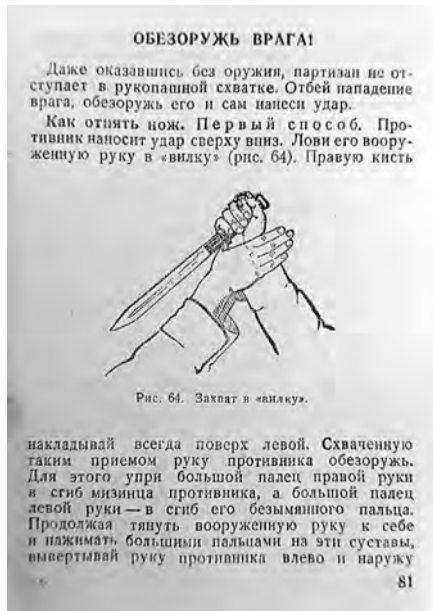 ОБЕЗОРУЖЬ ВРАГА!
Даже оказавшись без оружия, партизан не от-
ступает в рукопашной схватке. Отбей нападение
врага, обезоружь его и сам нанеси удар.
Как отнять нож. Первый способ. Про-
тивник наносит удар сверху вниз. Лови его воору-
женную руку в «вилку» (рис. 64). Правую кисть
Рис. 64. Захват в «вилку».
накладывай всегда поверх левой. Схваченную
таким приемом руку противника обезоружь.
Для этого упри большой палец правой руки
в сгиб мизинца противника, а большой палец
левой руки — в сгиб его безымянного пальца.
Продолжая тянуть вооруженную руку к себе
и нажимать большими пальцами на эти суставы,
вывертывай руку противника влево и наружу
81